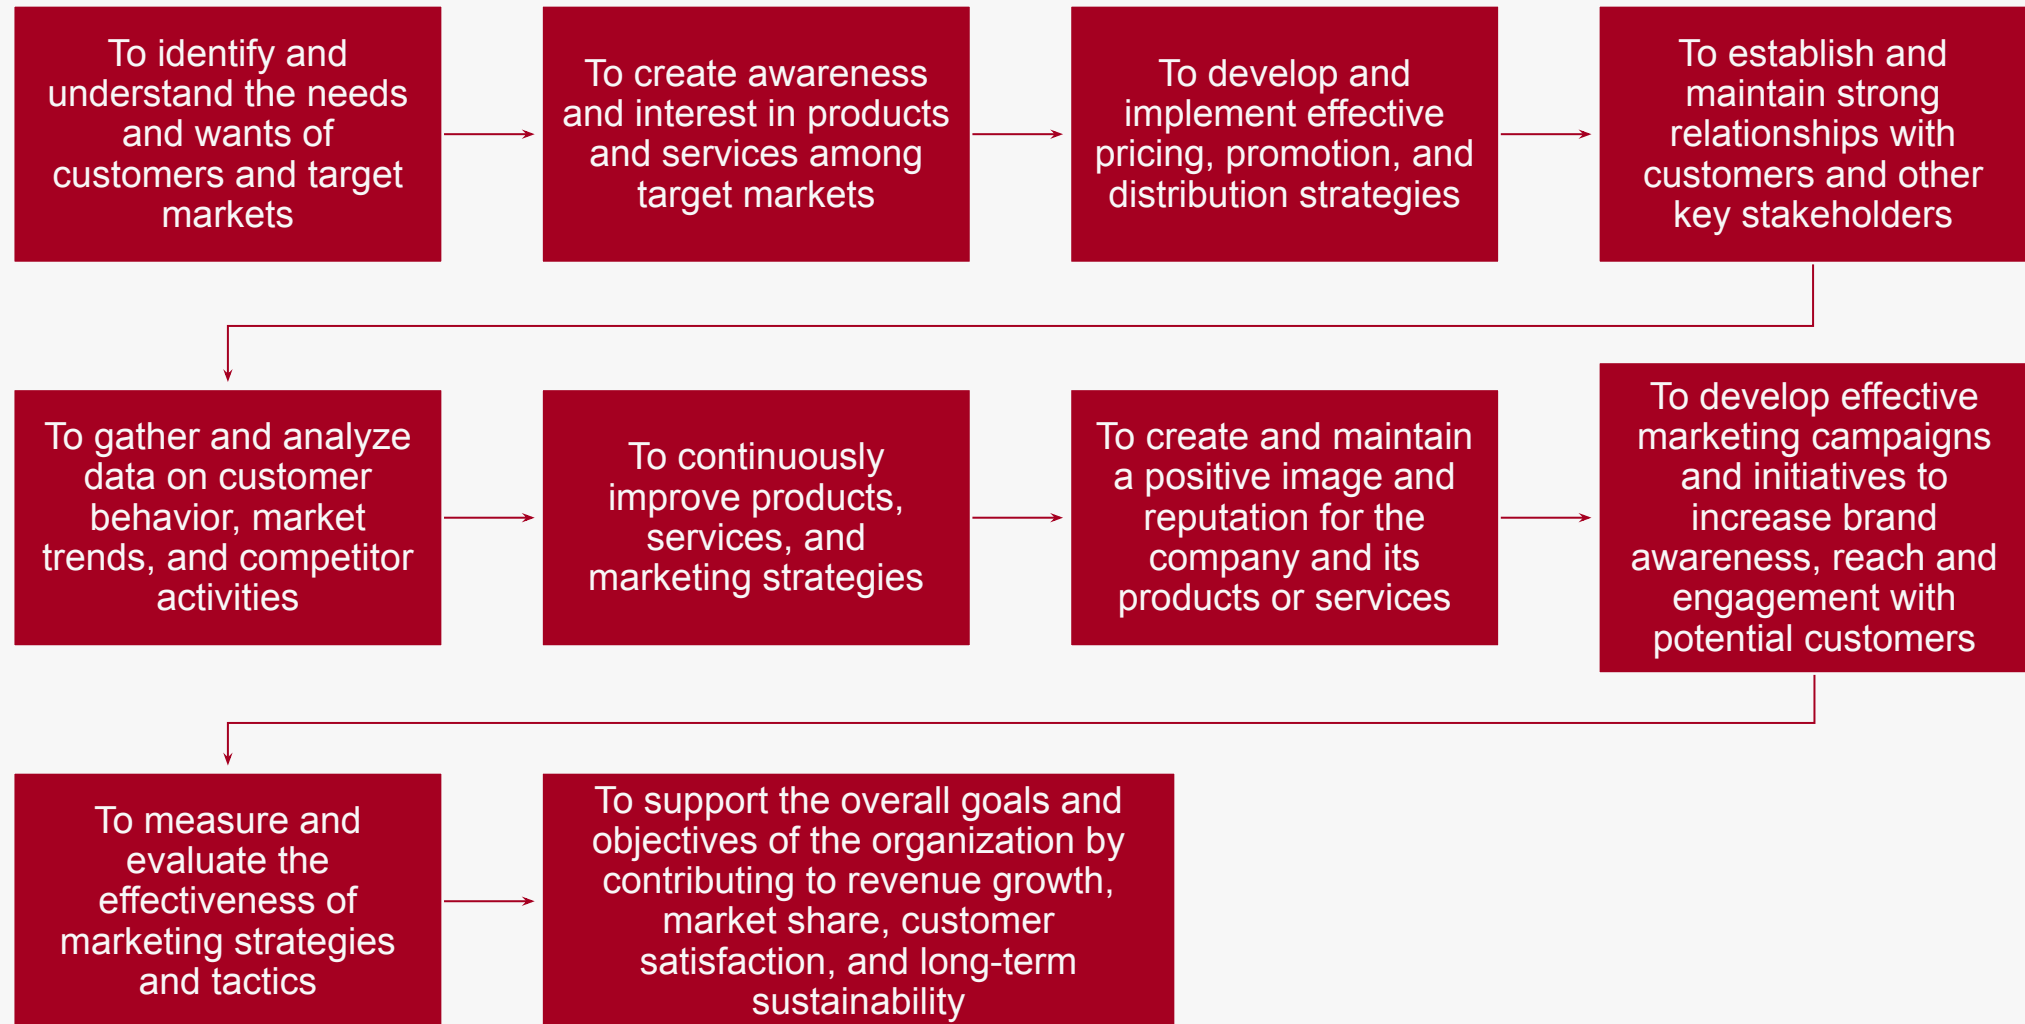 To identify and
understand the needs
and wants of
customers and target
markets
To create awareness
and interest in products
and services among
target markets
To develop and
implement effective
pricing, promotion, and
distribution strategies
To establish and
maintain strong
relationships with
customers and other
key stakeholders
To gather and analyze
data on customer
behavior, market
trends, and competitor
activities
To continuously
improve products,
services, and
marketing strategies
To create and maintain
a positive image and
reputation for the
company and its
products or services
To develop effective
marketing campaigns
and initiatives to
increase brand
awareness, reach and
engagement with
potential customers
To measure and
evaluate the
effectiveness of
marketing strategies
and tactics
To support the overall goals and
objectives of the organization by
contributing to revenue growth,
market share, customer
satisfaction, and long-term
sustainability